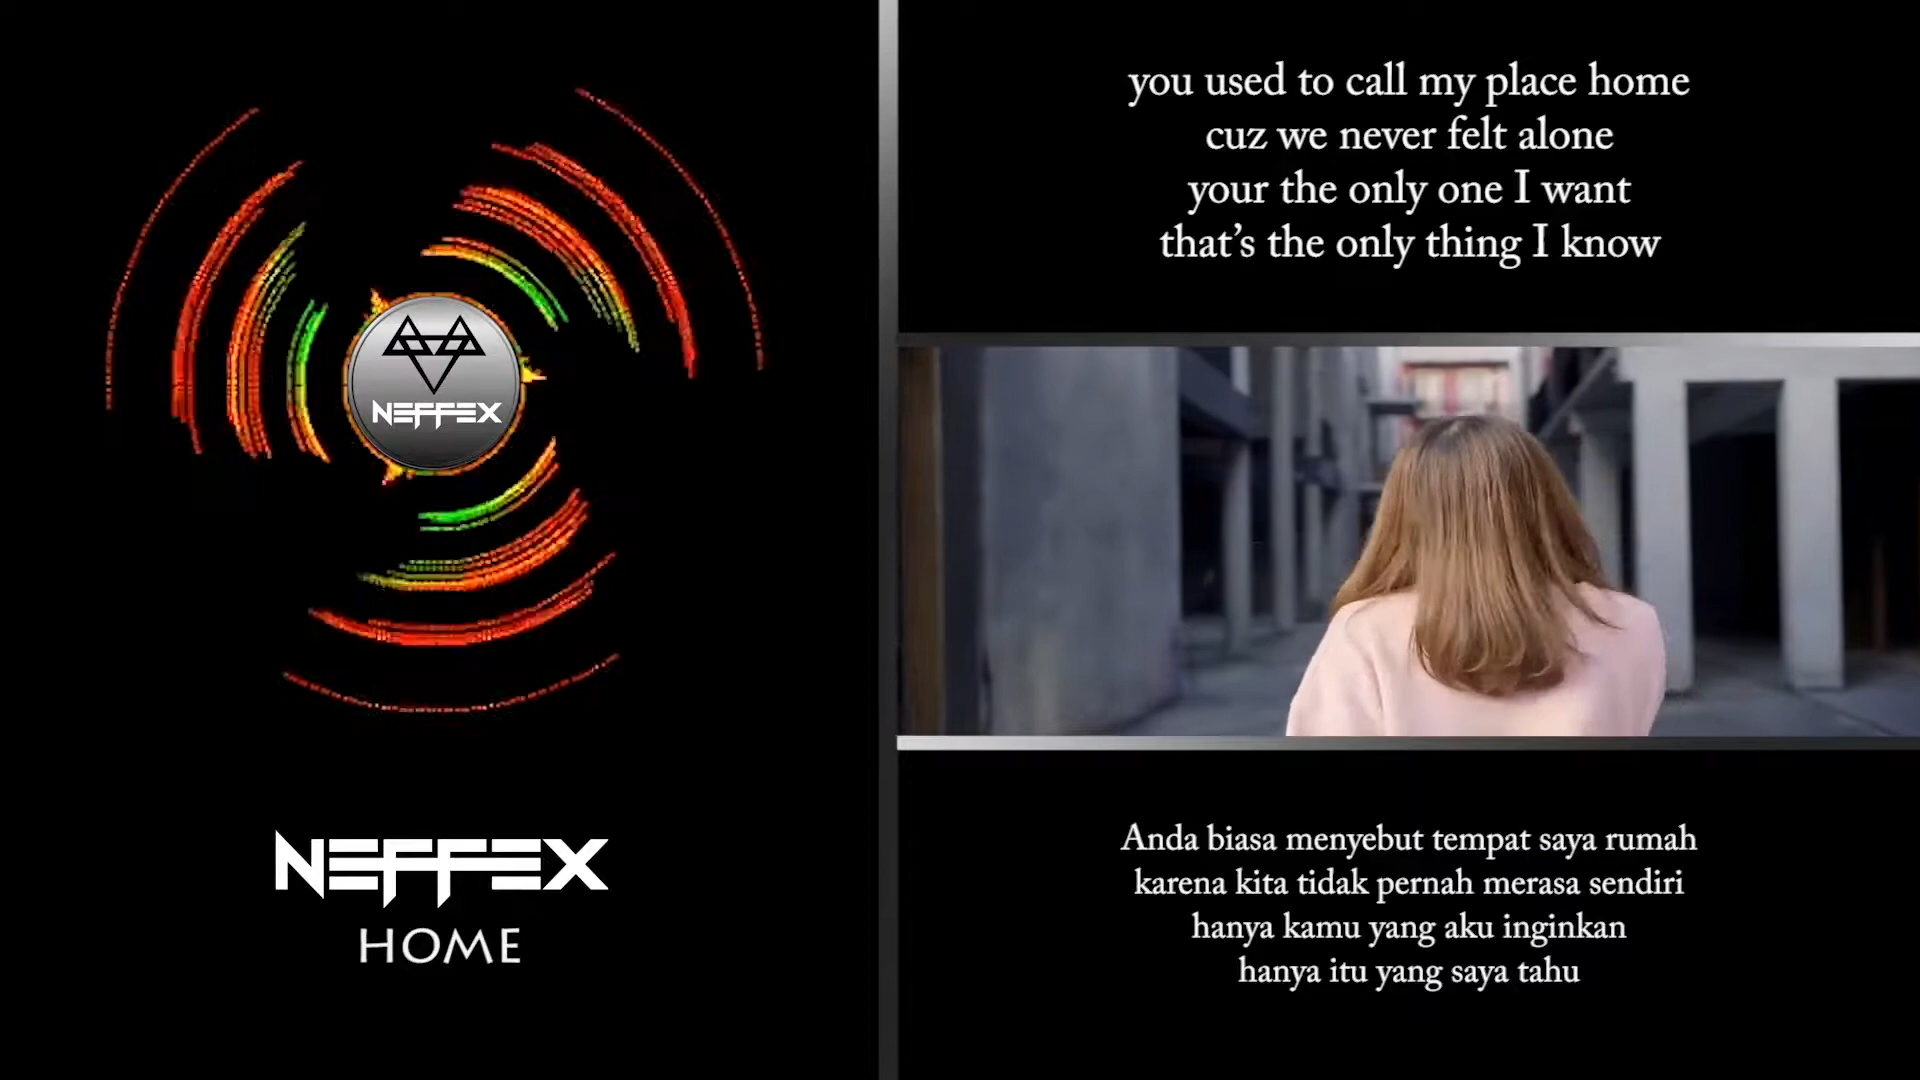 NEFFEX
NEFFEX
HOME
you used to call my place home
cuz we never felt alone
your the only one I want
that's the only thing I know
Anda biasa menyebut tempat saya rumah
karena kita tidak pernah merasa sendiri
hanya kamu yang aku inginkan
hanya itu yang saya tahu